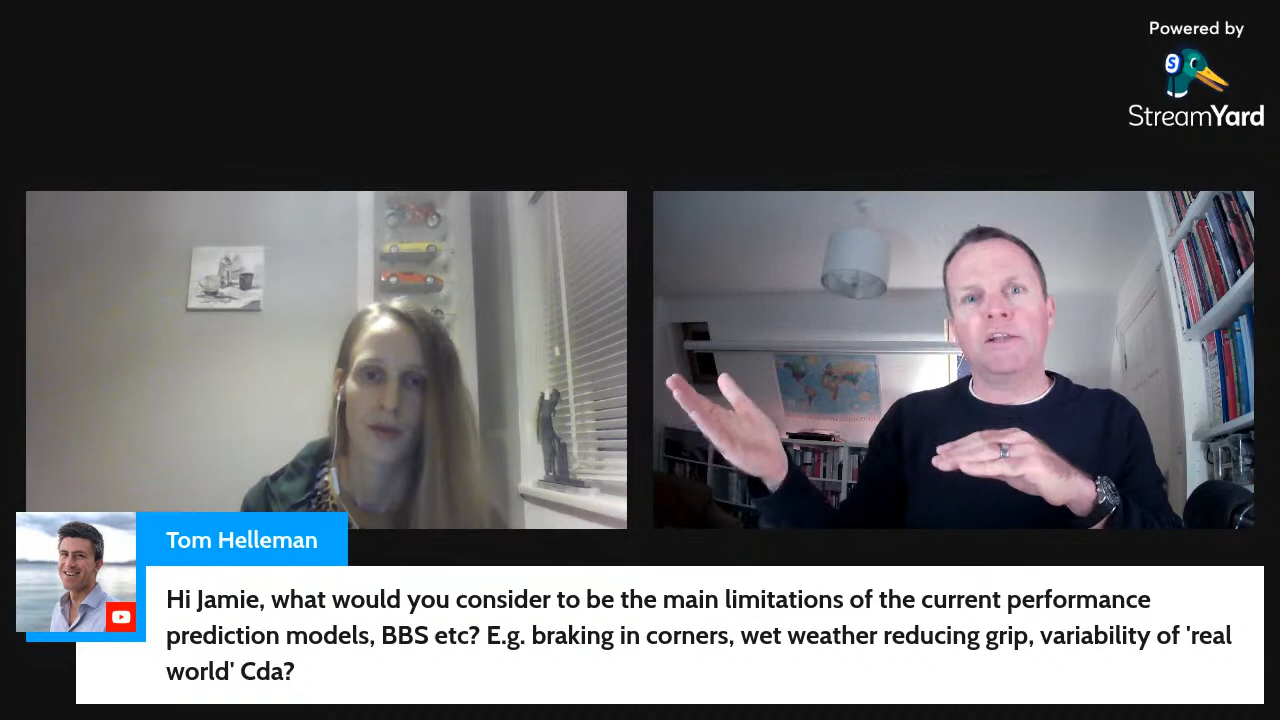 Powered by
S
StreamYard
Tom Helleman
Hi Jamie, what would you consider to be the main limitations of the current performance
prediction models, BBS etc? E.g. braking in corners, wet weather reducing grip, variability of 'real
world' Cda?